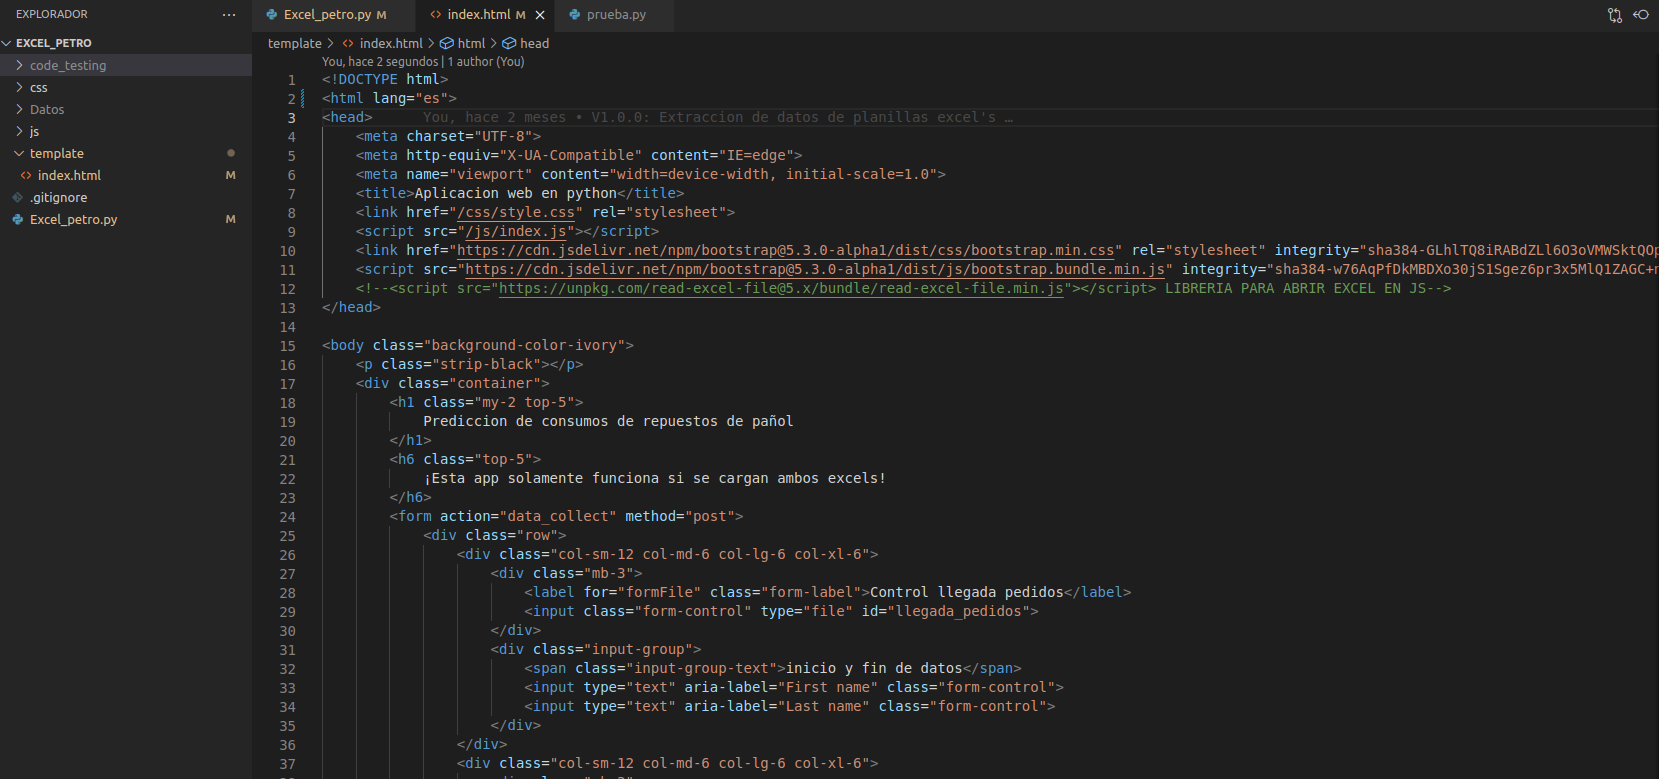 EXPLORADOR ···
EXCEL_PETRO
code_testing
css
Datos
js
template
index.html M
.gitignore
Excel_petro.py M
Excel_petro.py M index.html M prueba.py
template > index.html > html > head
You, hace 2 segundos | 1 author (You)
1 <!DOCTYPE html>
2 <html lang="es">
3 <head> You, hace 2 meses • V1.0.0: Extraccion de datos de planillas excel's …
4 <meta charset="UTF-8">
5 <meta http-equiv="X-UA-Compatible" content="IE=edge">
6 <meta name="viewport" content="width=device-width, initial-scale=1.0">
7 <title>Aplicacion web en python</title>
8 <link href="/css/style.css" rel="stylesheet">
9 <script src="/js/index.js"></script>
10 <link href="https://cdn.jsdelivr.net/npm/bootstrap@5.3.0-alpha1/dist/css/bootstrap.min.css" rel="stylesheet" integrity="sha384-GLhlTQ8iRABdZLl6O3oVMWSktQOp
11 <script src="https://cdn.jsdelivr.net/npm/bootstrap@5.3.0-alpha1/dist/js/bootstrap.bundle.min.js" integrity="sha384-w76AqPfDkMBDXo30jS1Sgez6pr3x5MlQ1ZAGC+n
12 <!--<script src="https://unpkg.com/read-excel-file@5.x/bundle/read-excel-file.min.js"></script> LIBRERIA PARA ABRIR EXCEL EN JS-->
13 </head>
14
15 <body class="background-color-ivory">
16 <p class="strip-black"></p>
17 <div class="container">
18 <h1 class="my-2 top-5">
19 Prediccion de consumos de repuestos de pañol
20 </h1>
21 <h6 class="top-5">
22 ¡Esta app solamente funciona si se cargan ambos excels!
23 </h6>
24 <form action="data_collect" method="post">
25 <div class="row">
26 <div class="col-sm-12 col-md-6 col-lg-6 col-xl-6">
27 <div class="mb-3">
28 <label for="formFile" class="form-label">Control llegada pedidos</label>
29 <input class="form-control" type="file" id="llegada_pedidos">
30 </div>
31 <div class="input-group">
32 <span class="input-group-text">inicio y fin de datos</span>
33 <input type="text" aria-label="First name" class="form-control">
34 <input type="text" aria-label="Last name" class="form-control">
35 </div>
36 </div>
37 <div class="col-sm-12 col-md-6 col-lg-6 col-xl-6">